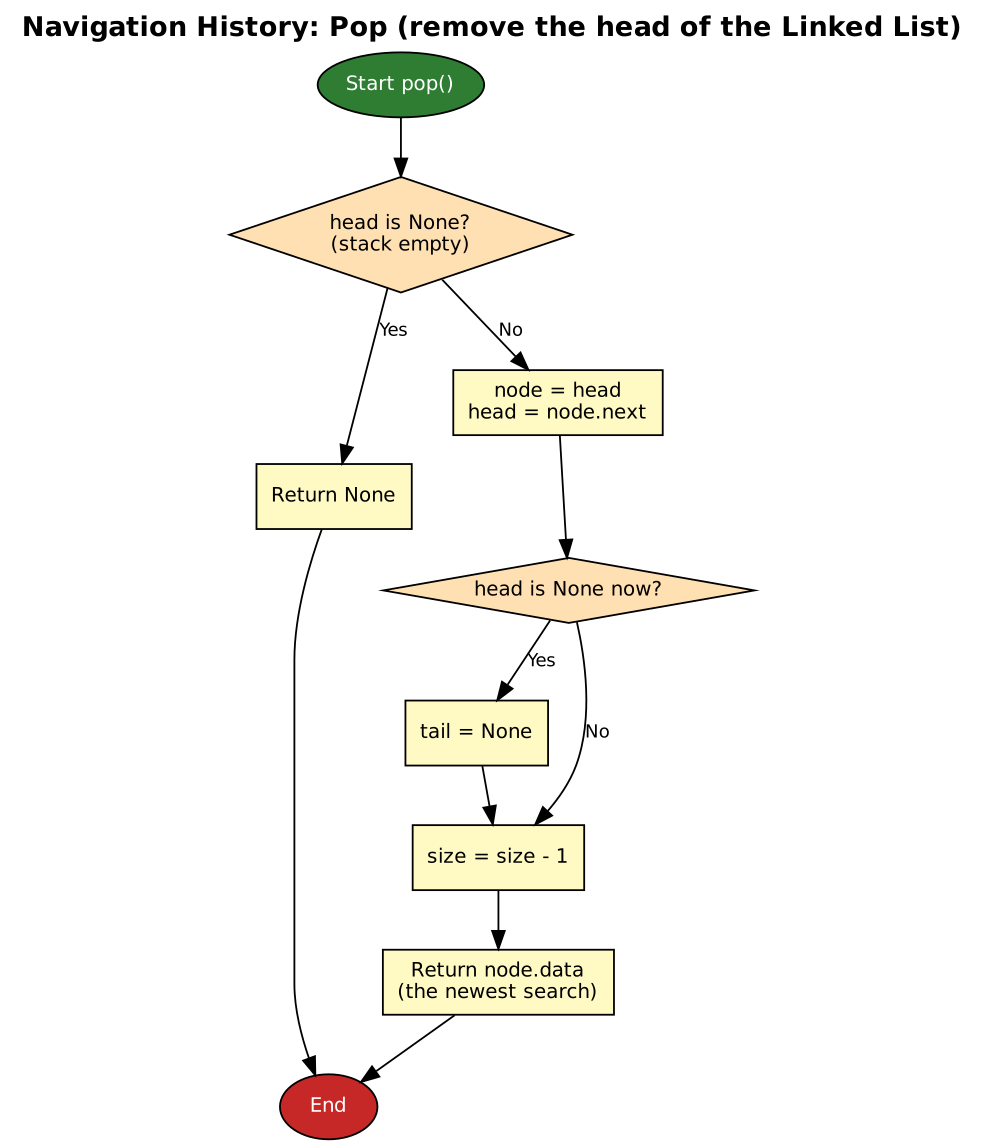 Navigation History: Pop (remove the head of the Linked List)
Start pop()
head is None?
(stack empty)
Yes
No
node = head
head = node.next
Return None
head is None now?
Yes
tail = None
No
size = size - 1
Return node.data
(the newest search)
End